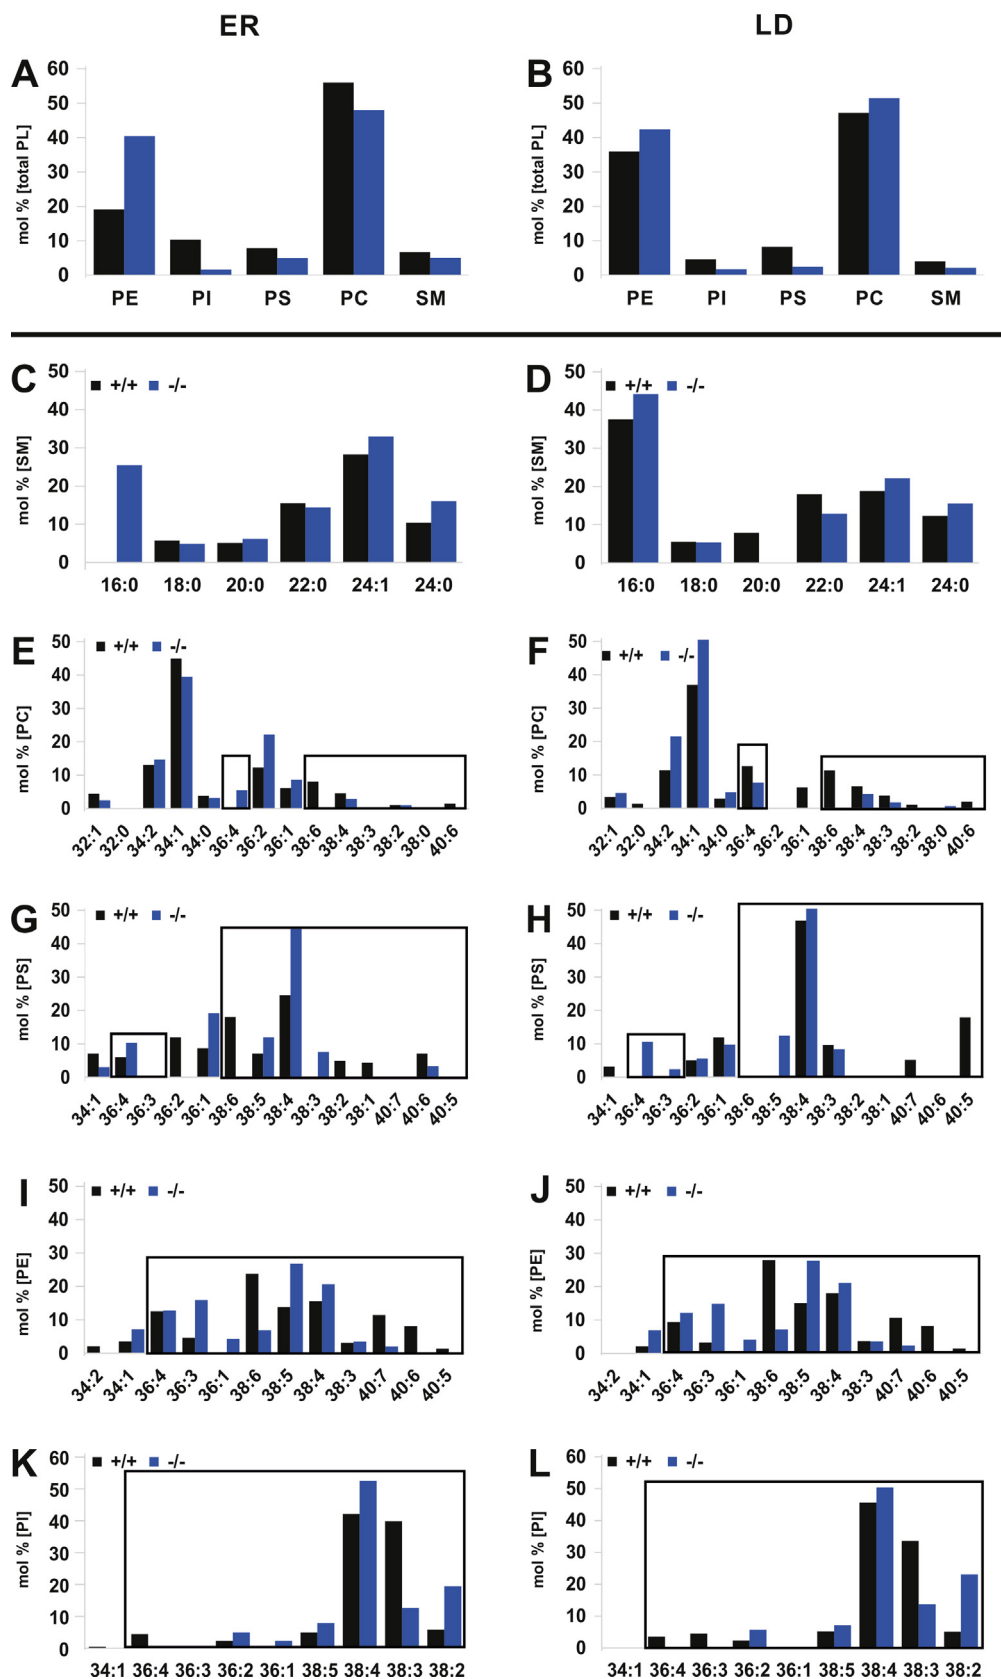 ER LD
A B
60 60
50 50
40 40
30 30
20 20
10 10
0 0
mol % [total PL] mol % [total PL]
PE PI PS PC SM PE PI PS PC SM
C +/+ -/- D +/+ -/-
50 50
40 40
30 30
20 20
10 10
0 0
mol % [SM] mol % [SM]
16:0 18:0 20:0 22:0 24:1 24:0 16:0 18:0 20:0 22:0 24:1 24:0
E +/+ -/- F +/+ -/-
50 50
40 40
30 30
20 20
10 10
0 0
mol % [PC] mol % [PC]
32:1 32:0 34:2 34:1 34:0 36:4 36:2 36:1 38:6 38:4 38:3 38:2 38:0 40:6 32:1 32:0 34:2 34:1 34:0 36:4 36:2 36:1 38:6 38:4 38:3 38:2 38:0 40:6
G +/+ -/- H +/+ -/-
50 50
40 40
30 30
20 20
10 10
0 0
mol % [PS] mol % [PS]
34:1 36:4 36:3 36:2 36:1 38:6 38:5 38:4 38:3 38:2 38:1 40:7 40:6 40:5 34:1 36:4 36:3 36:2 36:1 38:6 38:5 38:4 38:3 38:2 38:1 40:7 40:6 40:5
I +/+ -/- J +/+ -/-
50 50
40 40
30 30
20 20
10 10
0 0
mol % [PE] mol % [PE]
34:2 34:1 36:4 36:3 36:1 38:6 38:5 38:4 38:3 40:7 40:6 40:5 34:2 34:1 36:4 36:3 36:1 38:6 38:5 38:4 38:3 40:7 40:6 40:5
K +/+ -/- L +/+ -/-
60 60
50 50
40 40
30 30
20 20
10 10
0 0
mol % [PI] mol % [PI]
34:1 36:4 36:3 36:2 36:1 38:5 38:4 38:3 38:2 34:1 36:4 36:3 36:2 36:1 38:5 38:4 38:3 38:2